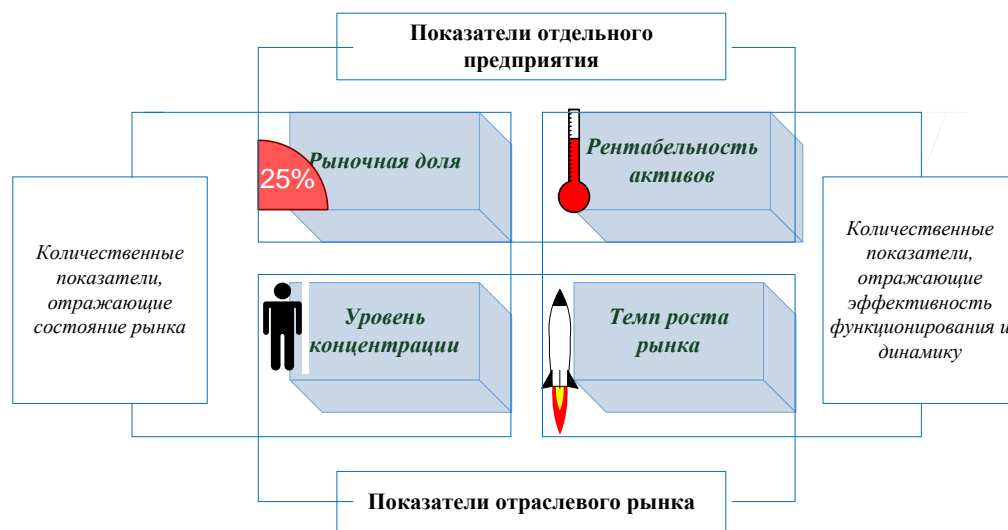 Показатели отдельного
предприятия
Рыночная доля
25%
Рентабельность
активов
Количественные
показатели,
отражающие
состояние рынка
Количественные
показатели,
отражающие
эффективность
функционирования и
динамику
Уровень
концентрации
Темп роста
рынка
Показатели отраслевого рынка